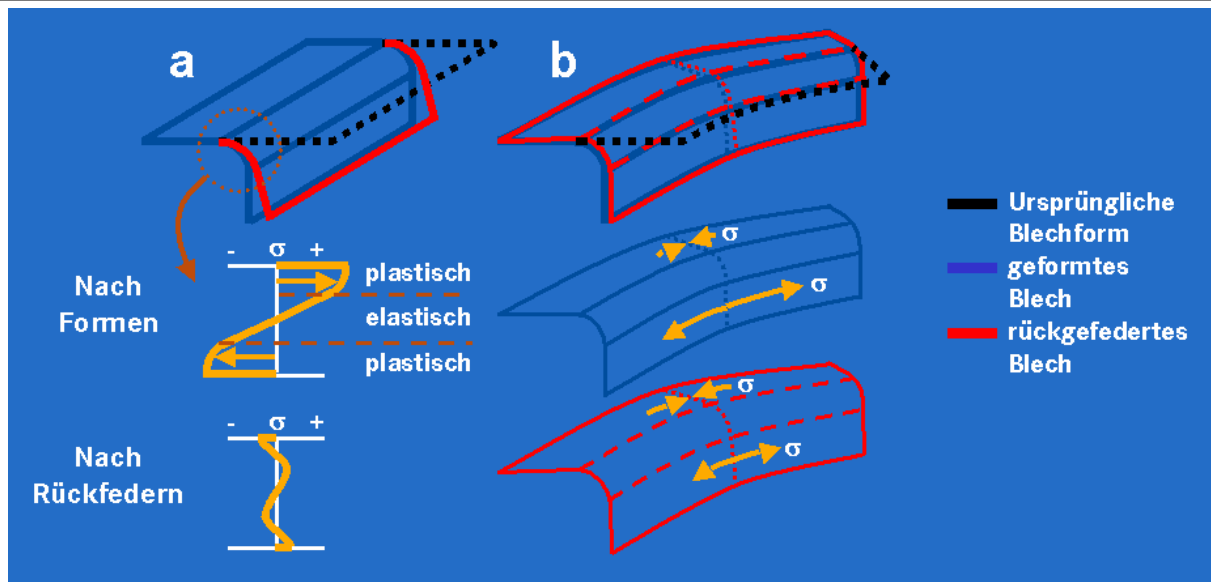 a
b
Ursprüngliche
Blechform
geformtes
Blech
rückgefedertes
Blech
σ
- σ +
Nach
Formen
plastisch
elastisch
plastisch
σ
σ
- σ +
Nach
Rückfedern
σ